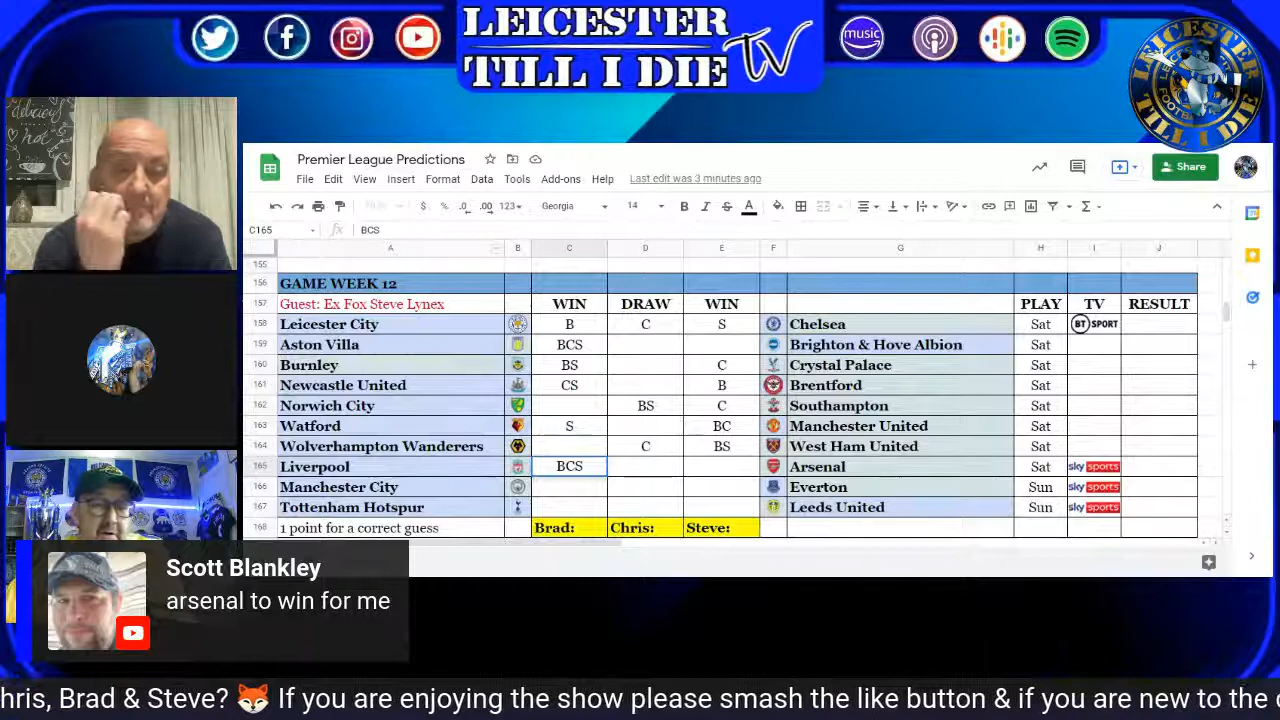 LEICESTER
TILL I DIE TV
music
LEICESTER
TILL I DIE
Premier League Predictions
File Edit View Insert Format Data Tools Add-ons Help Last edit was 3 minutes ago
Share
$ % .0 .00 123 Georgia 14 B I S A
C165 fx BCS
A B C D E F G H I J
155
156 GAME WEEK 12
157 Guest: Ex Fox Steve Lynex WIN DRAW WIN PLAY TV RESULT
158 Leicester City B C S Chelsea Sat BT SPORT
159 Aston Villa BCS Brighton & Hove Albion Sat
160 Burnley BS C Crystal Palace Sat
161 Newcastle United CS B Brentford Sat
162 Norwich City BS C Southampton Sat
163 Watford S BC Manchester United Sat
164 Wolverhampton Wanderers C BS West Ham United Sat
165 Liverpool BCS Arsenal Sat sky sports
166 Manchester City Everton Sun sky sports
167 Tottenham Hotspur Leeds United Sun sky sports
168 1 point for a correct guess Brad: Chris: Steve:
Scott Blankley
arsenal to win for me
hris, Brad & Steve? 🦊 If you are enjoying the show please smash the like button & if you are new to the